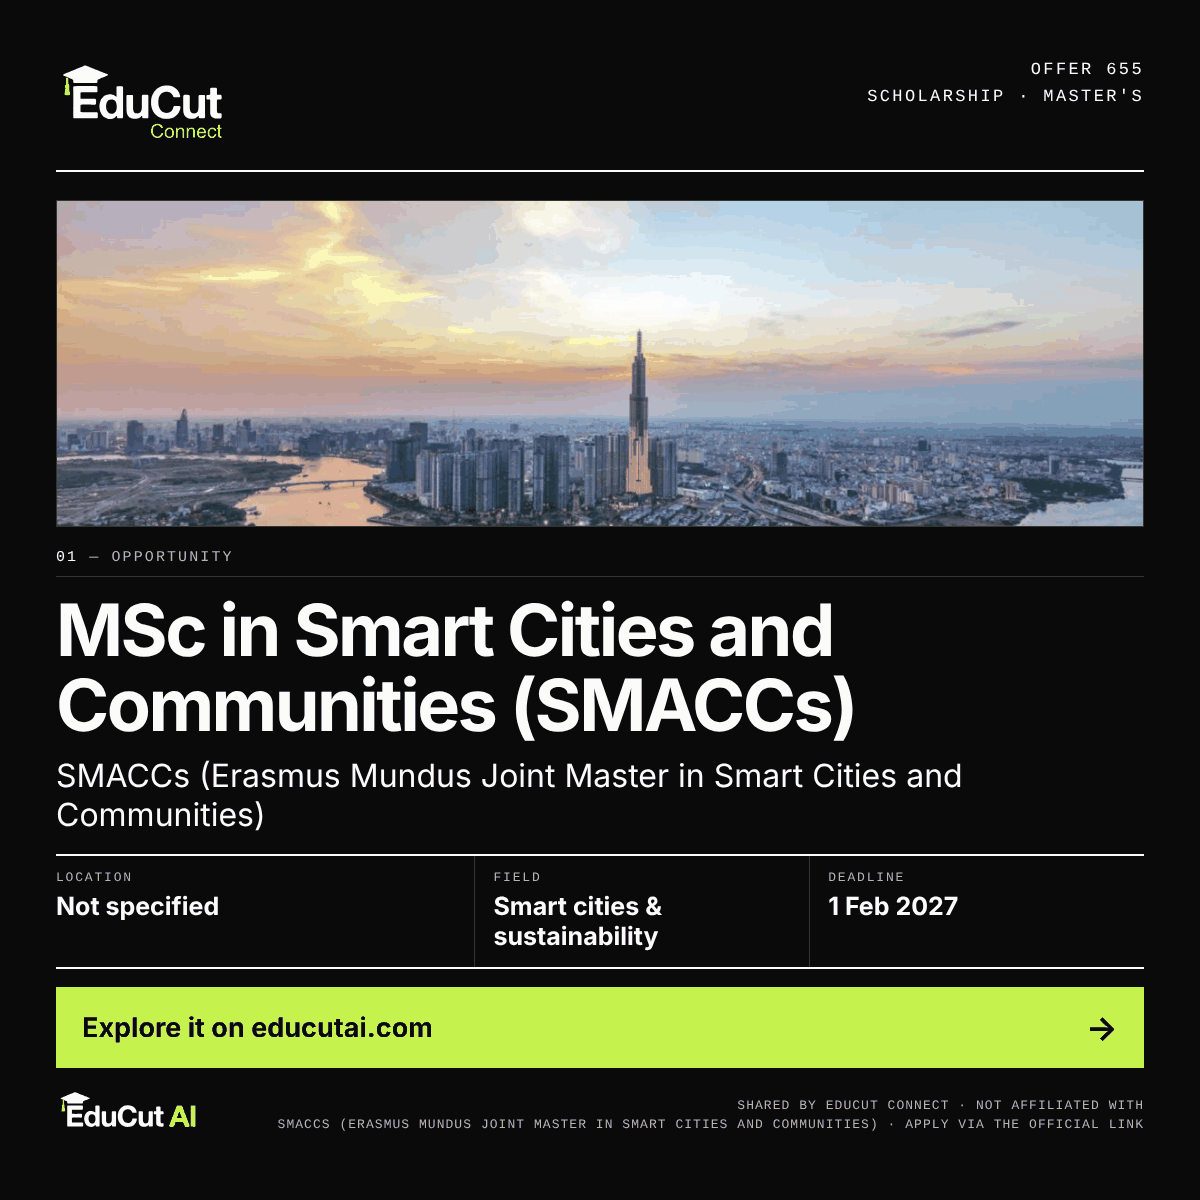 EduCut
Connect
OFFER 655
SCHOLARSHIP · MASTER'S
01 — OPPORTUNITY
MSc in Smart Cities and
Communities (SMACCs)
SMACCs (Erasmus Mundus Joint Master in Smart Cities and
Communities)
LOCATION
Not specified
FIELD
Smart cities &
sustainability
DEADLINE
1 Feb 2027
Explore it on educutai.com →
EduCut AI
SHARED BY EDUCUT CONNECT · NOT AFFILIATED WITH
SMACCS (ERASMUS MUNDUS JOINT MASTER IN SMART CITIES AND COMMUNITIES) · APPLY VIA THE OFFICIAL LINK